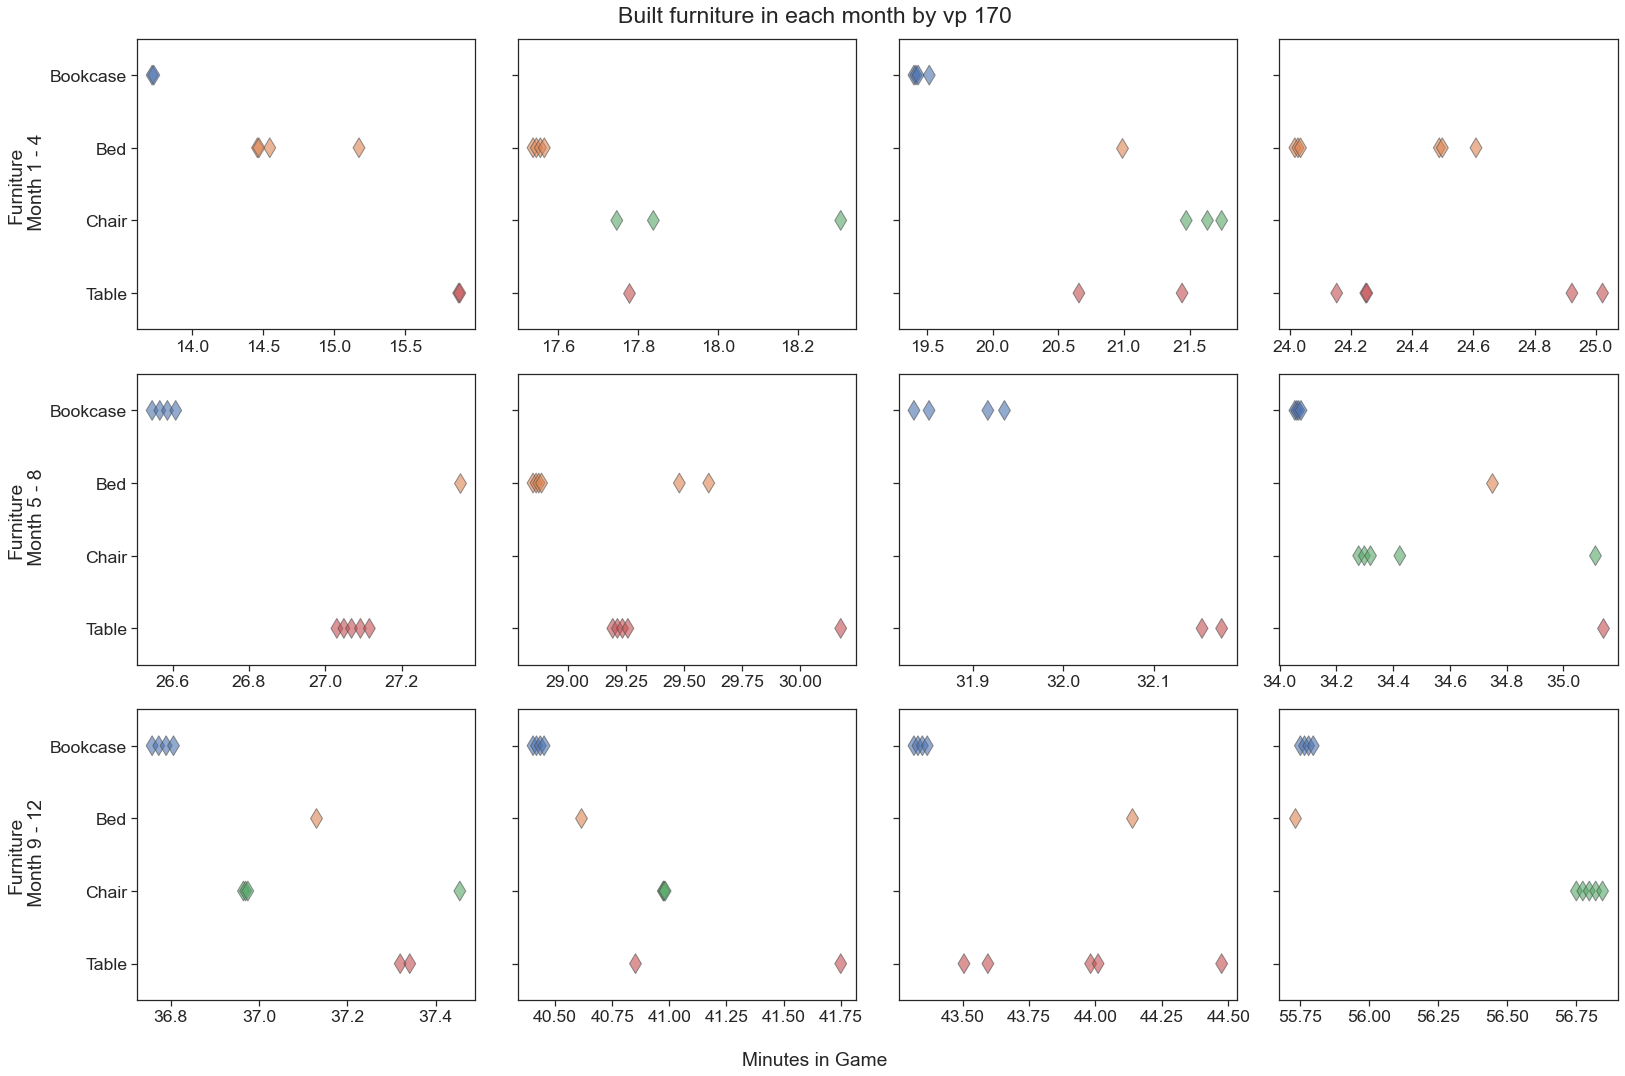 Built furniture in each month by vp 170
Furniture
Month 1 - 4
Bookcase
Bed
Chair
Table
14.0 14.5 15.0 15.5
17.6 17.8 18.0 18.2
19.5 20.0 20.5 21.0 21.5
24.0 24.2 24.4 24.6 24.8 25.0
Furniture
Month 5 - 8
Bookcase
Bed
Chair
Table
26.6 26.8 27.0 27.2
29.00 29.25 29.50 29.75 30.00
31.9 32.0 32.1
34.0 34.2 34.4 34.6 34.8 35.0
Furniture
Month 9 - 12
Bookcase
Bed
Chair
Table
36.8 37.0 37.2 37.4
40.50 40.75 41.00 41.25 41.50 41.75
43.50 43.75 44.00 44.25 44.50
55.75 56.00 56.25 56.50 56.75
Minutes in Game